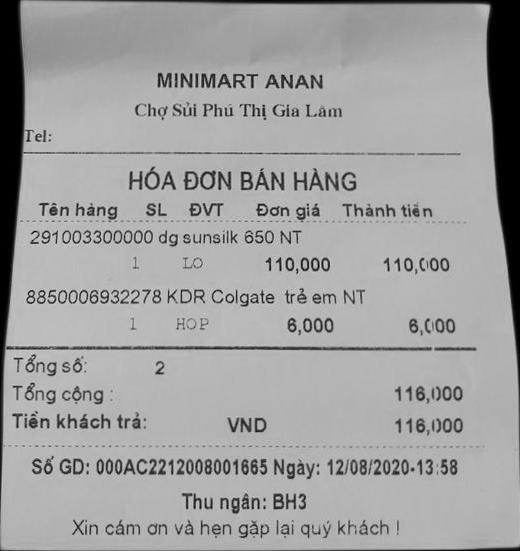 MINIMART ANAN
Chợ Sủi Phú Thị Gia Lâm
Tel:
HÓA ĐƠN BÁN HÀNG
Tên hàng SL ĐVT Đơn giá Thành tiền
291003300000 dg sunsilk 650 NT
1 LO 110,000 110,000
8850006932278 KDR Colgate trẻ em NT
1 HOP 6,000 6,000
Tổng số: 2
Tổng cộng : 116,000
Tiền khách trả: VND 116,000
Số GD: 000AC2212008001665 Ngày: 12/08/2020-13:58
Thu ngân: BH3
Xin cám ơn và hẹn gặp lại quý khách !